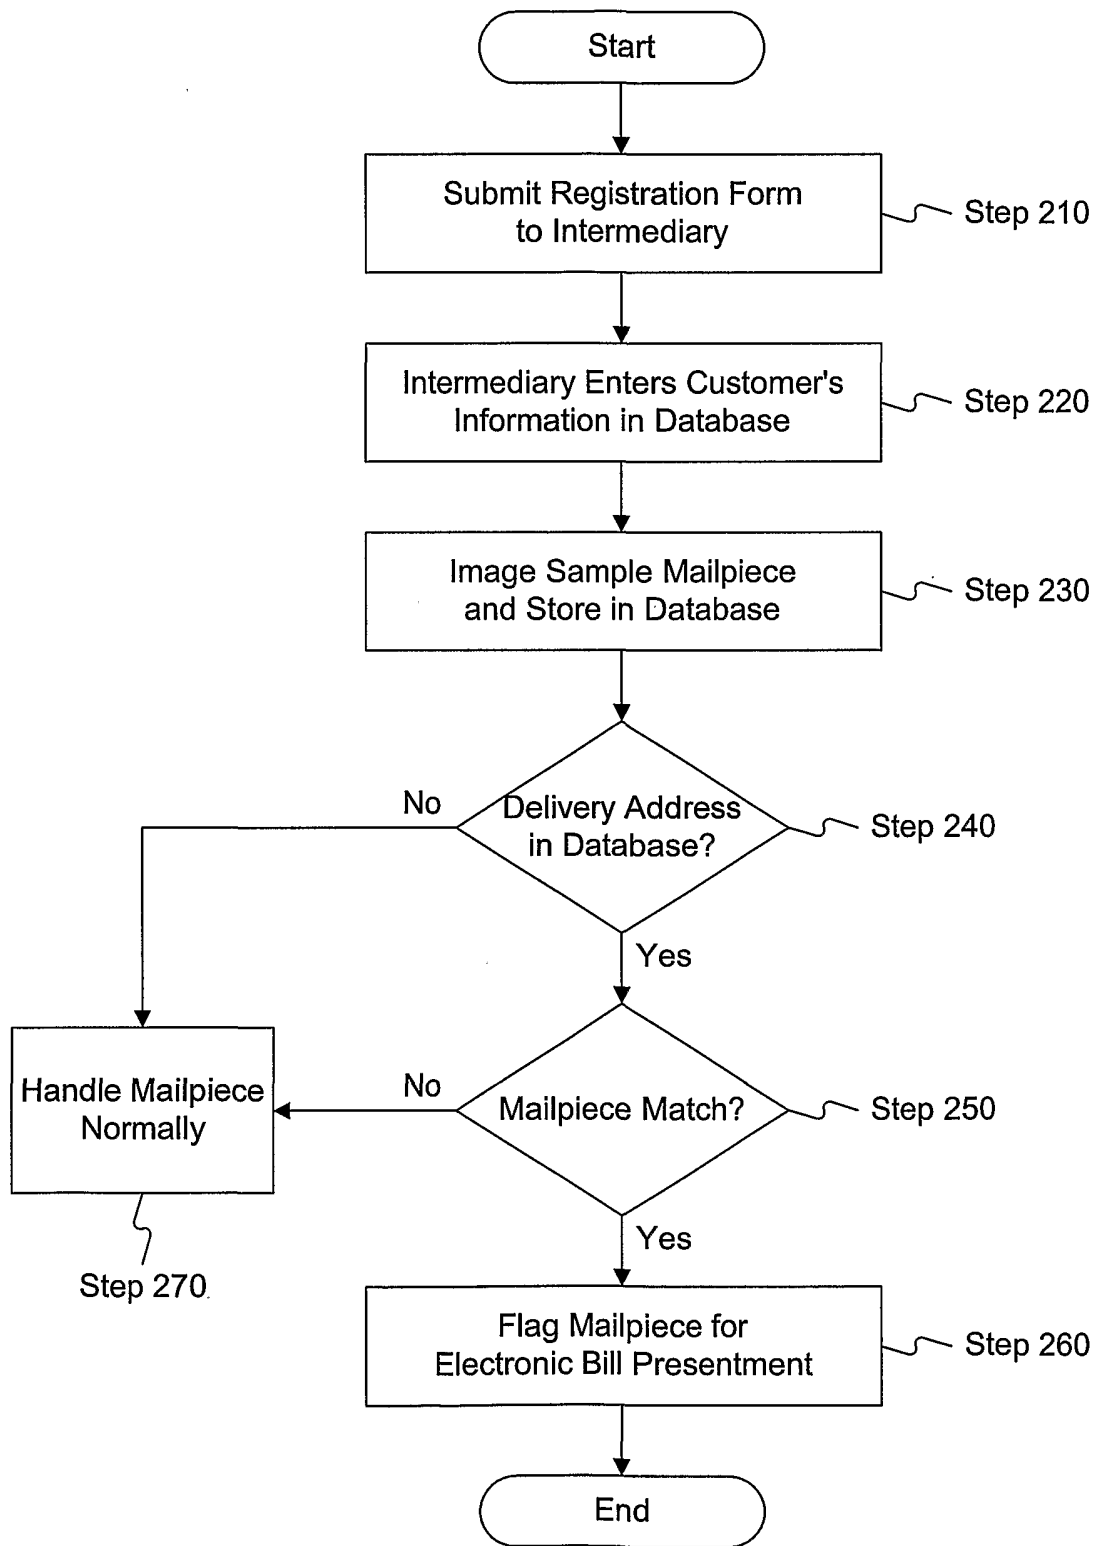 Start
Submit Registration Form
to Intermediary
Step 210
Intermediary Enters Customer's
Information in Database
Step 220
Image Sample Mailpiece
and Store in Database
Step 230
No
Delivery Address
in Database?
Step 240
Yes
Handle Mailpiece
Normally
No
Mailpiece Match?
Step 250
Yes
Step 270
Flag Mailpiece for
Electronic Bill Presentment
Step 260
End